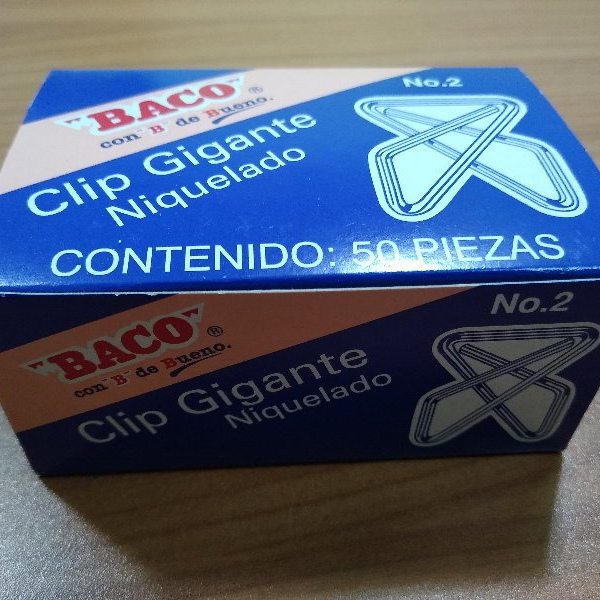 "BACO"®
con "B" de Bueno.
No.2
Clip Gigante
Niquelado
CONTENIDO: 50 PIEZAS
"BACO"®
con "B" de Bueno.
No.2
Clip Gigante
Niquelado